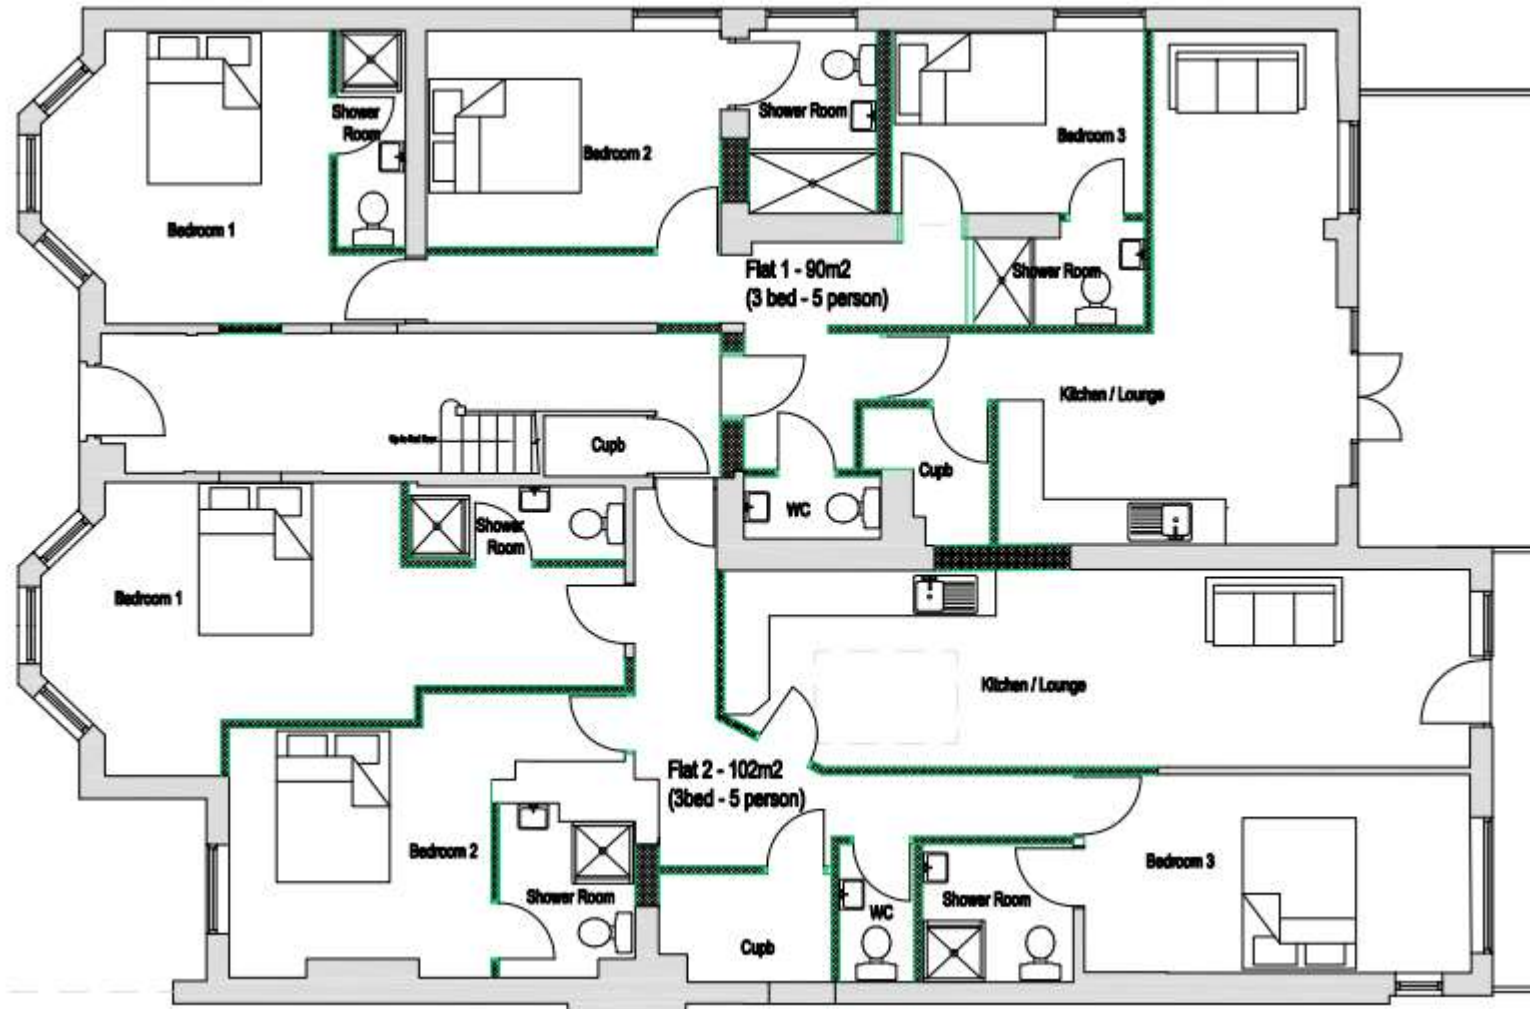 Shower
Room
Bedroom 1
Bedroom 2
Shower Room
Bedroom 3
Flat 1 - 90m2
(3 bed - 5 person)
Shower Room
Kitchen / Lounge
Cupb
Cupb
WC
Shower
Room
Bedroom 1
Kitchen / Lounge
Flat 2 - 102m2
(3bed - 5 person)
Bedroom 2
Shower Room
Cupb
WC
Shower Room
Bedroom 3